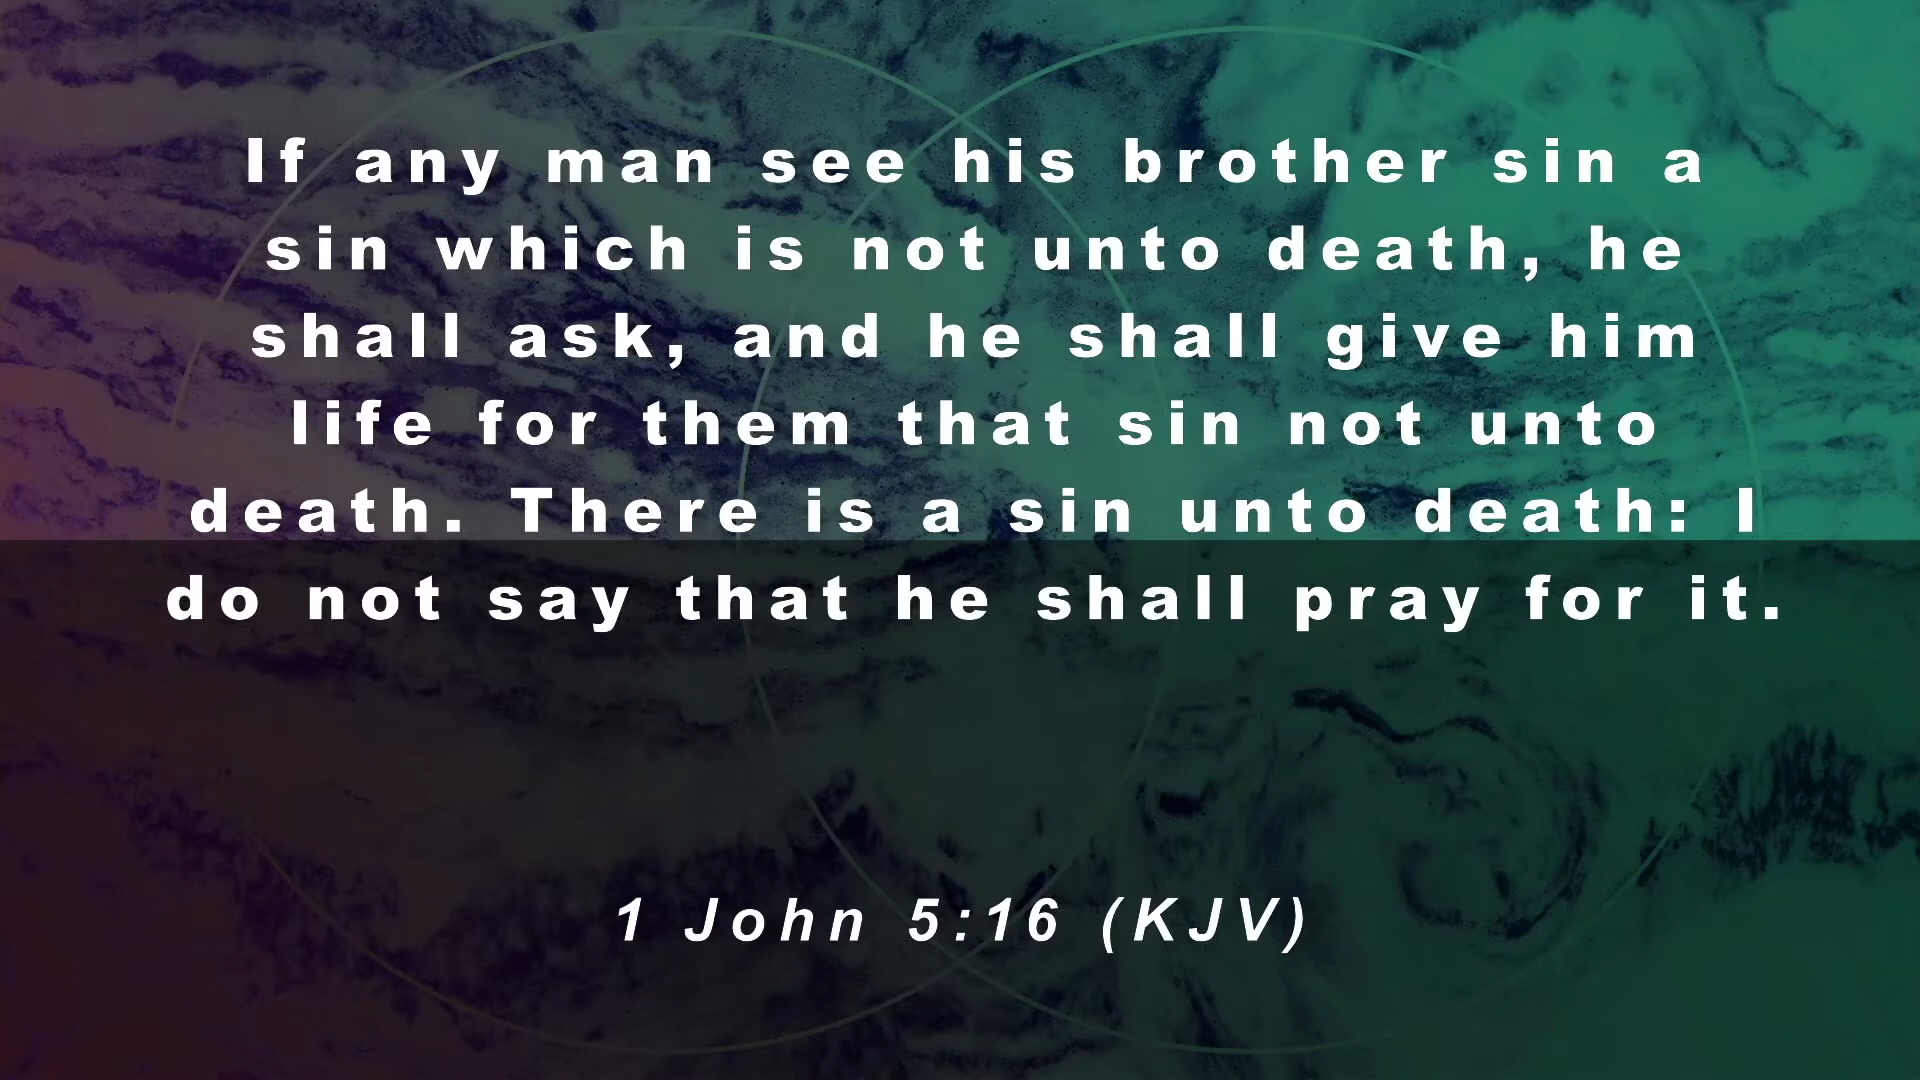 If any man see his brother sin a
sin which is not unto death, he
shall ask, and he shall give him
life for them that sin not unto
death. There is a sin unto death: I
do not say that he shall pray for it.
1 John 5:16 (KJV)